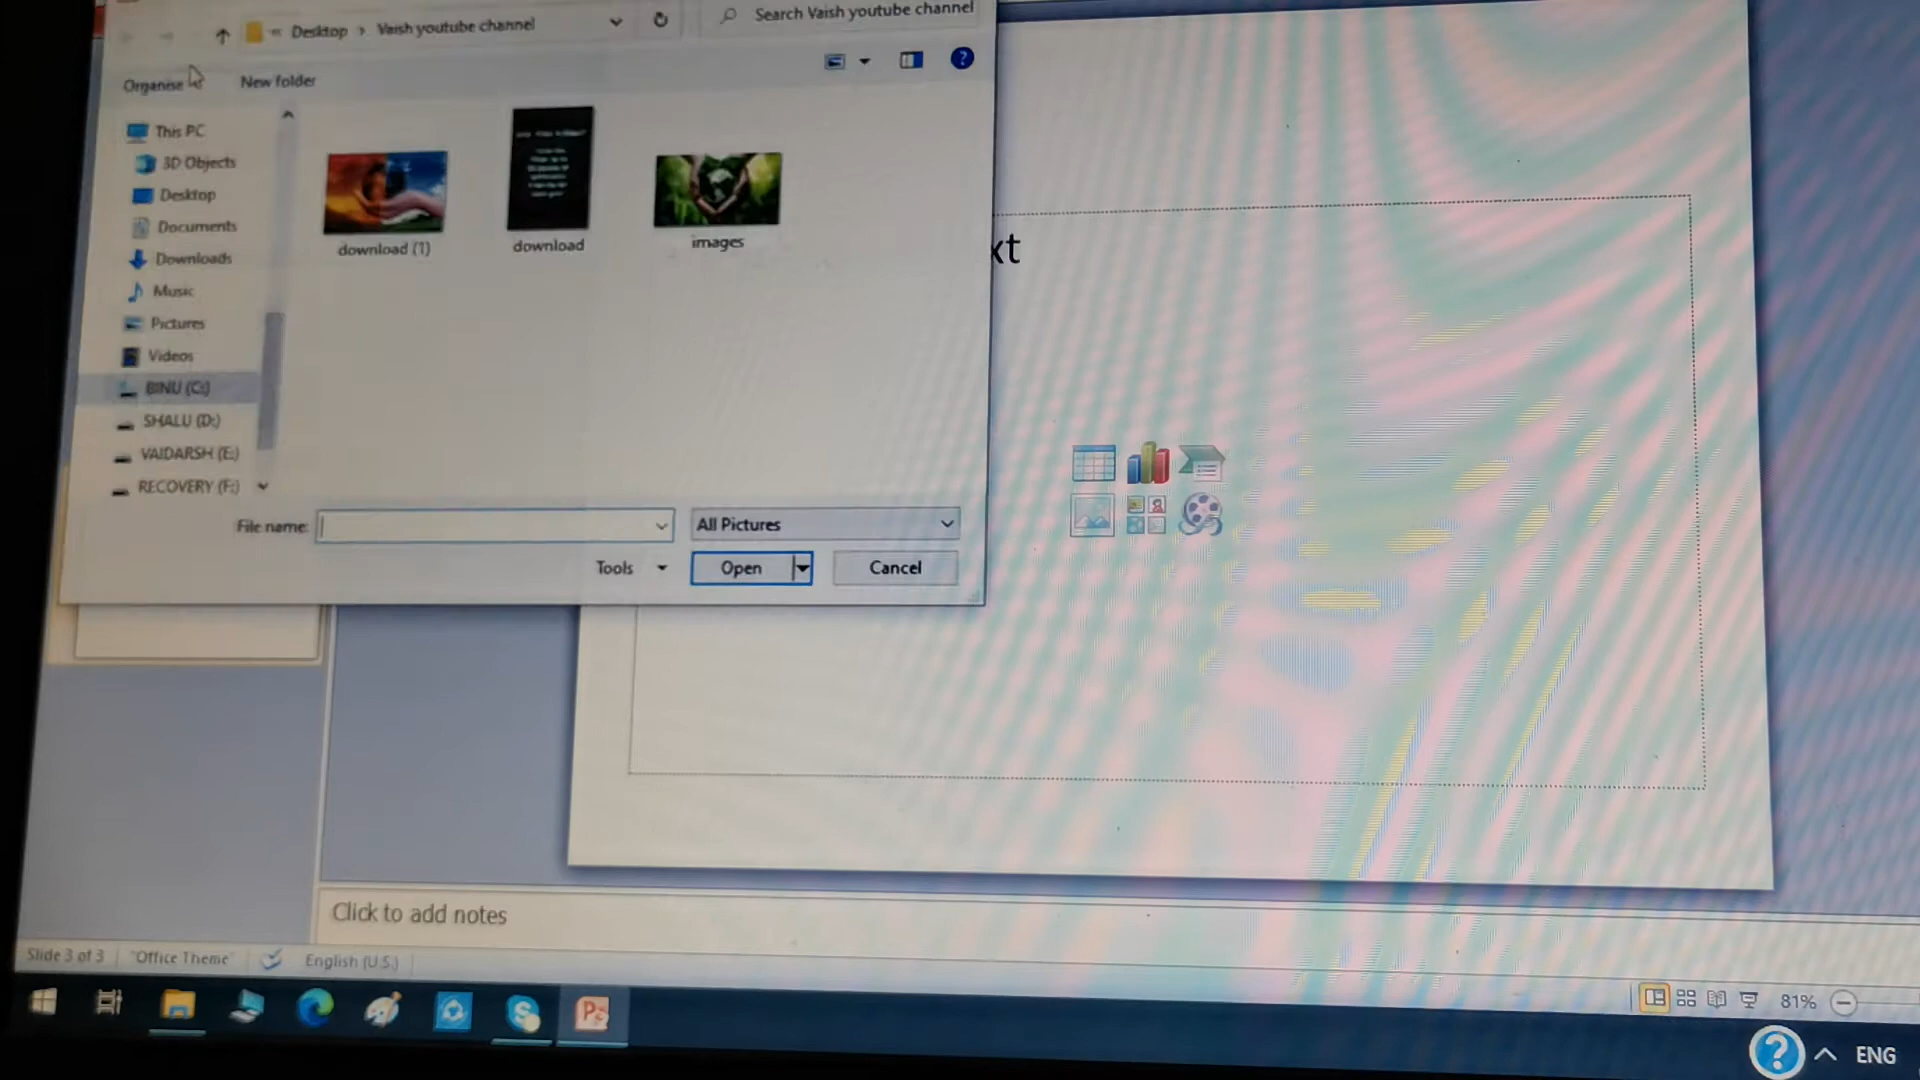 Desktop > Vaish youtube channel
Search Vaish youtube channel
Organise
New folder
This PC
3D Objects
Desktop
Documents
Downloads
Music
Pictures
Videos
BINU (C:)
SHALU (D:)
VAIDARSH (E:)
RECOVERY (F:)
download (1)
download
images
File name:
All Pictures
Tools
Open
Cancel
xt
Click to add notes
Slide 3 of 3
"Office Theme"
English (U.S.)
81%
ENG